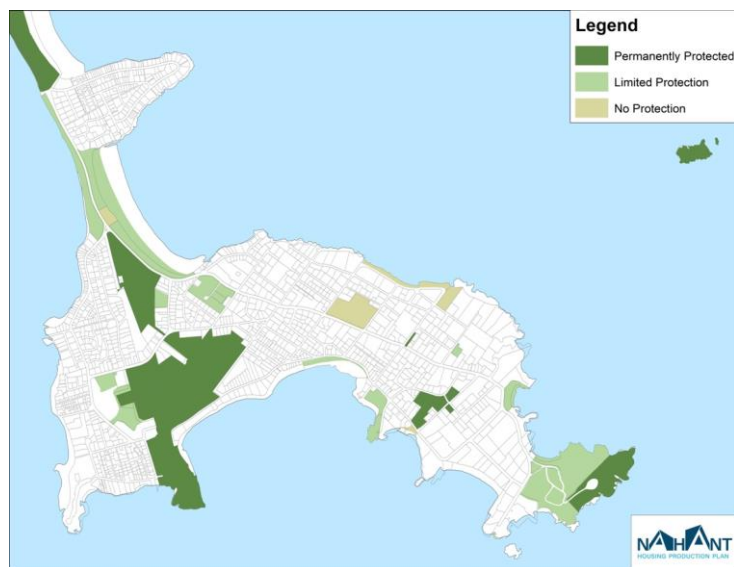 Legend
Permanently Protected
Limited Protection
No Protection
NAHANT
HOUSING PRODUCTION PLAN